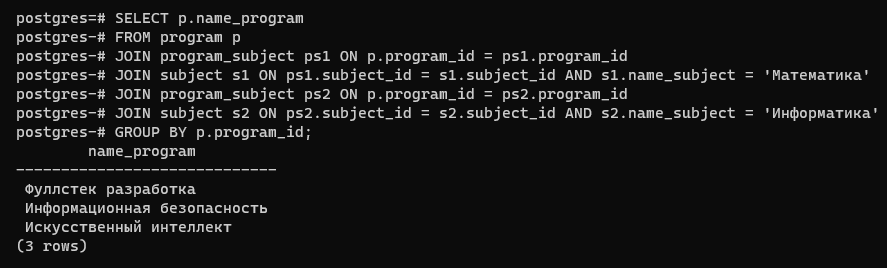 postgres=# SELECT p.name_program
postgres-# FROM program p
postgres-# JOIN program_subject ps1 ON p.program_id = ps1.program_id
postgres-# JOIN subject s1 ON ps1.subject_id = s1.subject_id AND s1.name_subject = 'Математика'
postgres-# JOIN program_subject ps2 ON p.program_id = ps2.program_id
postgres-# JOIN subject s2 ON ps2.subject_id = s2.subject_id AND s2.name_subject = 'Информатика'
postgres-# GROUP BY p.program_id;
name_program
-----------------------------
Фуллстек разработка
Информационная безопасность
Искусственный интеллект
(3 rows)